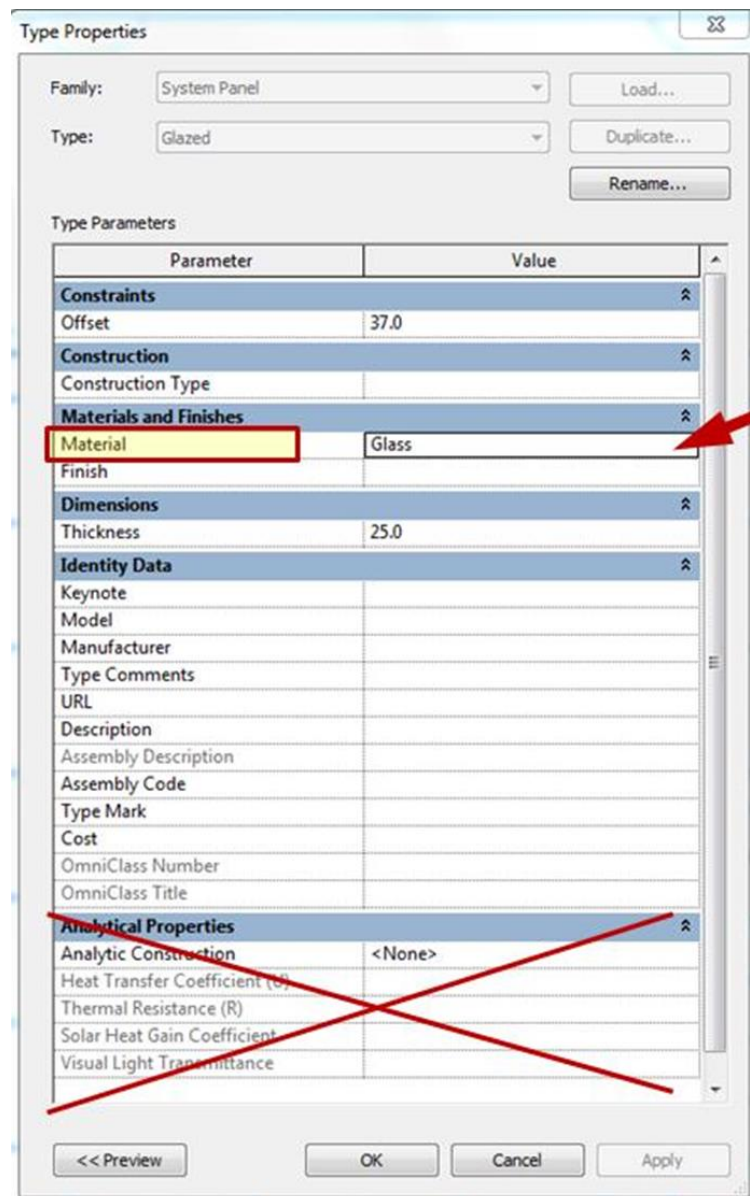 Type Properties
Family: System Panel Load...
Type: Glazed Duplicate...
Rename...
Type Parameters
Parameter Value
Constraints
Offset 37.0
Construction
Construction Type
Materials and Finishes
Material Glass
Finish
Dimensions
Thickness 25.0
Identity Data
Keynote
Model
Manufacturer
Type Comments
URL
Description
Assembly Description
Assembly Code
Type Mark
Cost
OmniClass Number
OmniClass Title
Analytical Properties
Analytic Construction <None>
Heat Transfer Coefficient (U)
Thermal Resistance (R)
Solar Heat Gain Coefficient
Visual Light Transmittance
<< Preview OK Cancel Apply